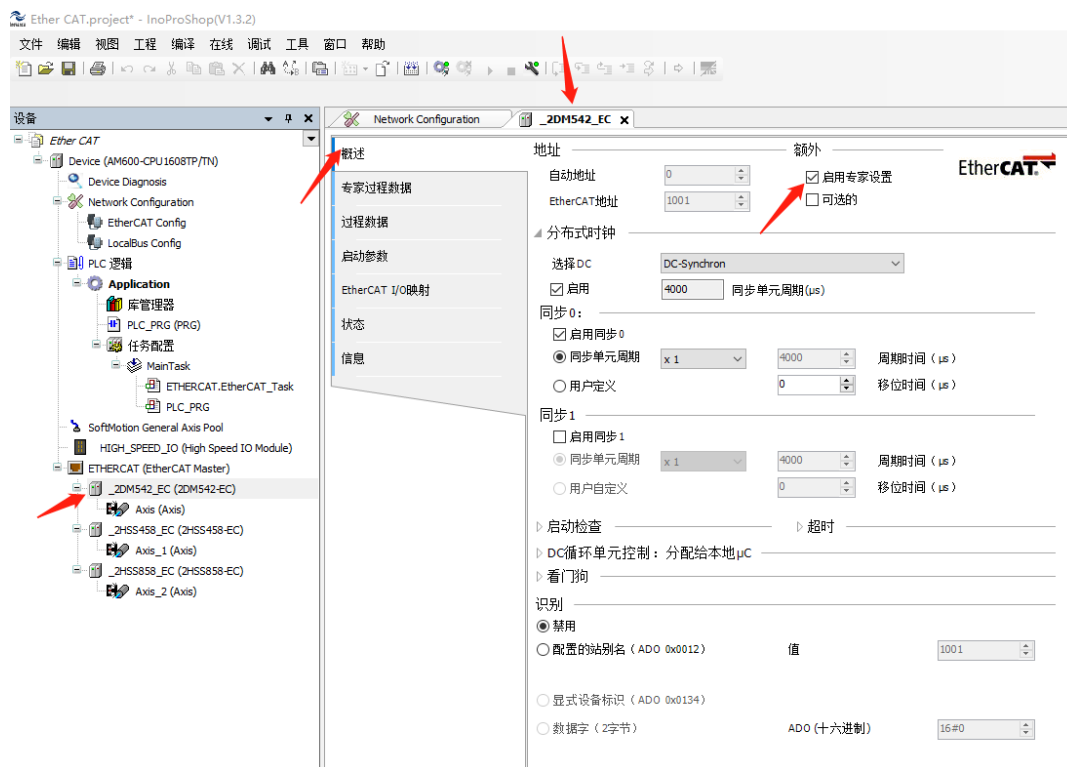 Ether CAT.project* - InoProShop(V1.3.2)
文件 编辑 视图 工程 编译 在线 调试 工具 窗口 帮助
设备
Ether CAT
Device (AM600-CPU1608TP/TN)
Device Diagnosis
Network Configuration
EtherCAT Config
LocalBus Config
PLC 逻辑
Application
库管理器
PLC_PRG (PRG)
任务配置
MainTask
ETHERCAT.EtherCAT_Task
PLC_PRG
SoftMotion General Axis Pool
HIGH_SPEED_IO (High Speed IO Module)
ETHERCAT (EtherCAT Master)
_2DM542_EC (2DM542-EC)
Axis (Axis)
_2HSS458_EC (2HSS458-EC)
Axis_1 (Axis)
_2HSS858_EC (2HSS858-EC)
Axis_2 (Axis)
Network Configuration
_2DM542_EC
概述
专家过程数据
过程数据
启动参数
EtherCAT I/O映射
状态
信息
地址 额外
自动地址 0 启用专家设置
EtherCAT地址 1001 可选的
EtherCAT.
分布式时钟
选择DC DC-Synchron
启用 4000 同步单元周期(μs)
同步0:
启用同步0
同步单元周期 x 1 4000 周期时间(μs)
用户定义 0 移位时间(μs)
同步1
启用同步1
同步单元周期 x 1 4000 周期时间(μs)
用户自定义 0 移位时间(μs)
启动检查 超时
DC循环单元控制:分配给本地μC
看门狗
识别
禁用
配置的站别名(ADO 0x0012) 值 1001
显式设备标识(ADO 0x0134)
数据字(2字节) ADO (十六进制) 16#0